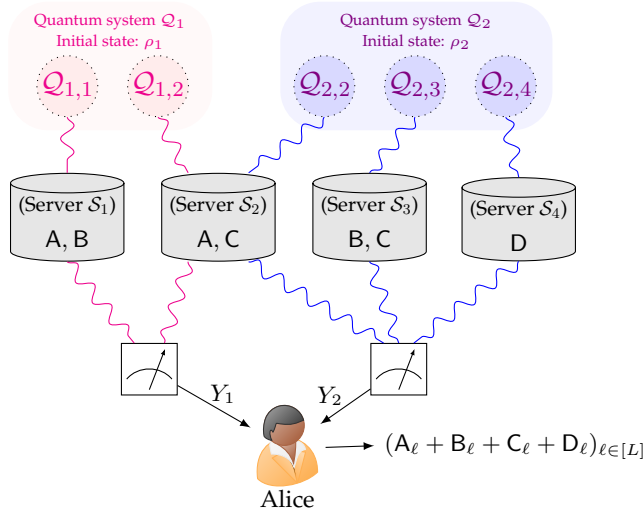 Quantum system 𝒬₁
Initial state: ρ₁
Quantum system 𝒬₂
Initial state: ρ₂
𝒬₁,₁
𝒬₁,₂
𝒬₂,₂
𝒬₂,₃
𝒬₂,₄
(Server 𝒮₁)
A, B
(Server 𝒮₂)
A, C
(Server 𝒮₃)
B, C
(Server 𝒮₄)
D
Y₁
Y₂
(A_ℓ + B_ℓ + C_ℓ + D_ℓ)_{ℓ∈[L]}
Alice